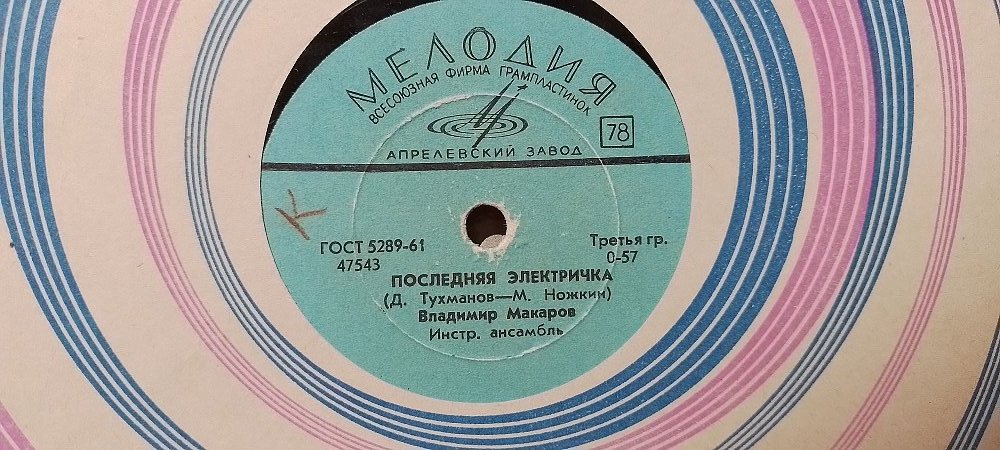 МЕЛОДИЯ
ВСЕСОЮЗНАЯ ФИРМА ГРАМПЛАСТИНОК
78
АПРЕЛЕВСКИЙ ЗАВОД
К
ГОСТ 5289-61
47543
Третья гр.
0-57
ПОСЛЕДНЯЯ ЭЛЕКТРИЧКА
(Д. Тухманов—М. Ножкин)
Владимир Макаров
Инстр. ансамбль